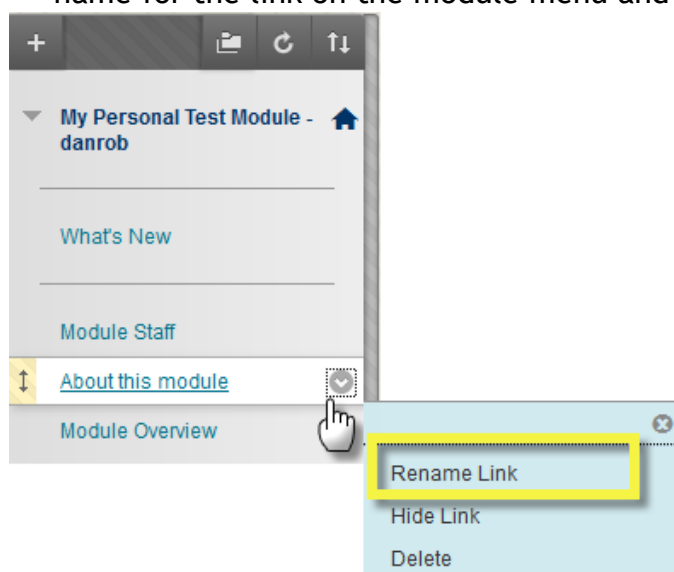 name for the link on the module menu and
My Personal Test Module -
danrob
What's New
Module Staff
About this module
Module Overview
Rename Link
Hide Link
Delete